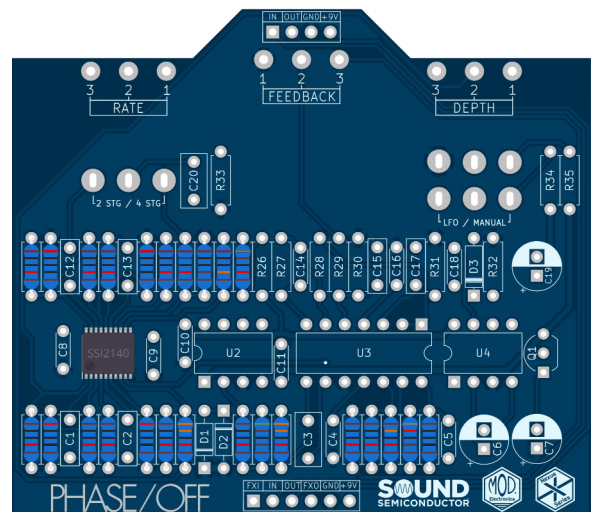 IN OUT GND +9V
1 2 3
FEEDBACK
3 2 1
RATE
3 2 1
DEPTH
C20
R33
2 STG / 4 STG
LFO / MANUAL
R34
R35
C12
C13
R26
R27
C14
R28
R29
R30
C15
C16
C17
R31
C18
D3
R32
C19
+
C8
SSI2140
C9
C10
U2
C11
U3
U4
Q1
C1
C2
D1
D2
C3
C4
C5
C6
+
C7
+
PHASE/OFF
FXI IN OUT FXO GND +9V
SOUND
SEMICONDUCTOR
MOD
Electronics
Nexus
Series